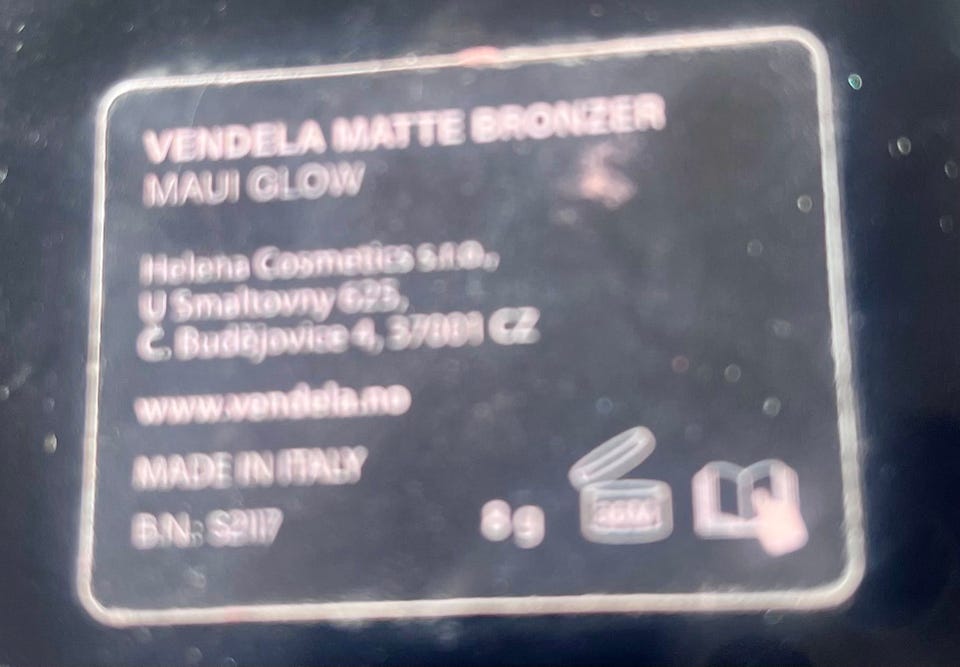 VENDELA MATTE BRONZER
MAUI GLOW
Helena Cosmetics s.r.o.,
U Smaltovny 625,
Č. Budějovice 4, 37001 CZ
www.vendela.no
MADE IN ITALY
B.N.: S2117
8g